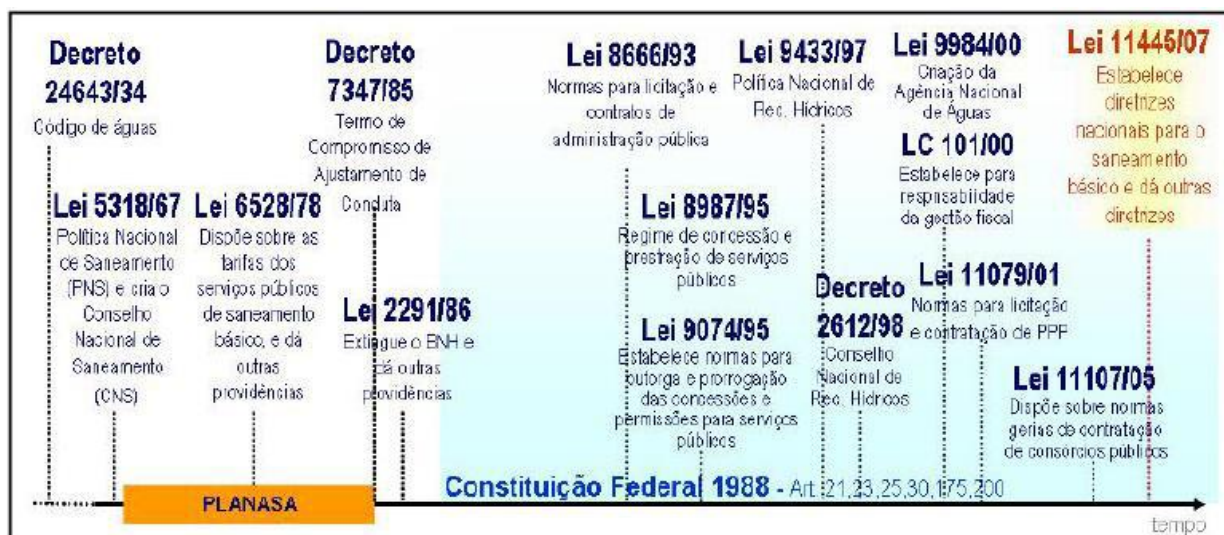 Decreto
24643/34
Código de águas
Lei 5318/67
Política Nacional
de Saneamento
(PNS) e cria o
Conselho
Nacional de
Saneamento
(CNS)
Lei 6528/78
Dispõe sobre as
tarifas dos
serviços públicos
de saneamento
básico, e dá
outras
providências
Decreto
7347/85
Termo de
Compromisso de
Ajustamento de
Conduta
Lei 2291/86
Extingue o BNH e
dá outras
providências
Lei 8666/93
Normas para licitação e
contratos de
administração pública
Lei 8987/95
Regime de concessão e
prestração de serviços
públicos
Lei 9074/95
Estabelece normas para
outorga e prorrogação
das concessões e
permissões para serviços
públicos
Lei 9433/97
Política Nacional de
Rec. Hídricos
Decreto
2612/98
Conselho
Nacional de
Rec. Hídricos
Lei 9984/00
Criação da
Agência Nacional
de Águas
LC 101/00
Estabelece para
responsabilidade
da gestão fiscal
Lei 11079/01
Normas para licitação
e contratação de PPP
Lei 11107/05
Dispõe sobre normas
gerias de contratação
de consórcios públicos
Lei 11445/07
Estabelece
diretrizes
nacionais para o
saneamento
básico e dá outras
diretrizes
Constituição Federal 1988 - Art. 21,23,25,30,175,200
PLANASA
tempo